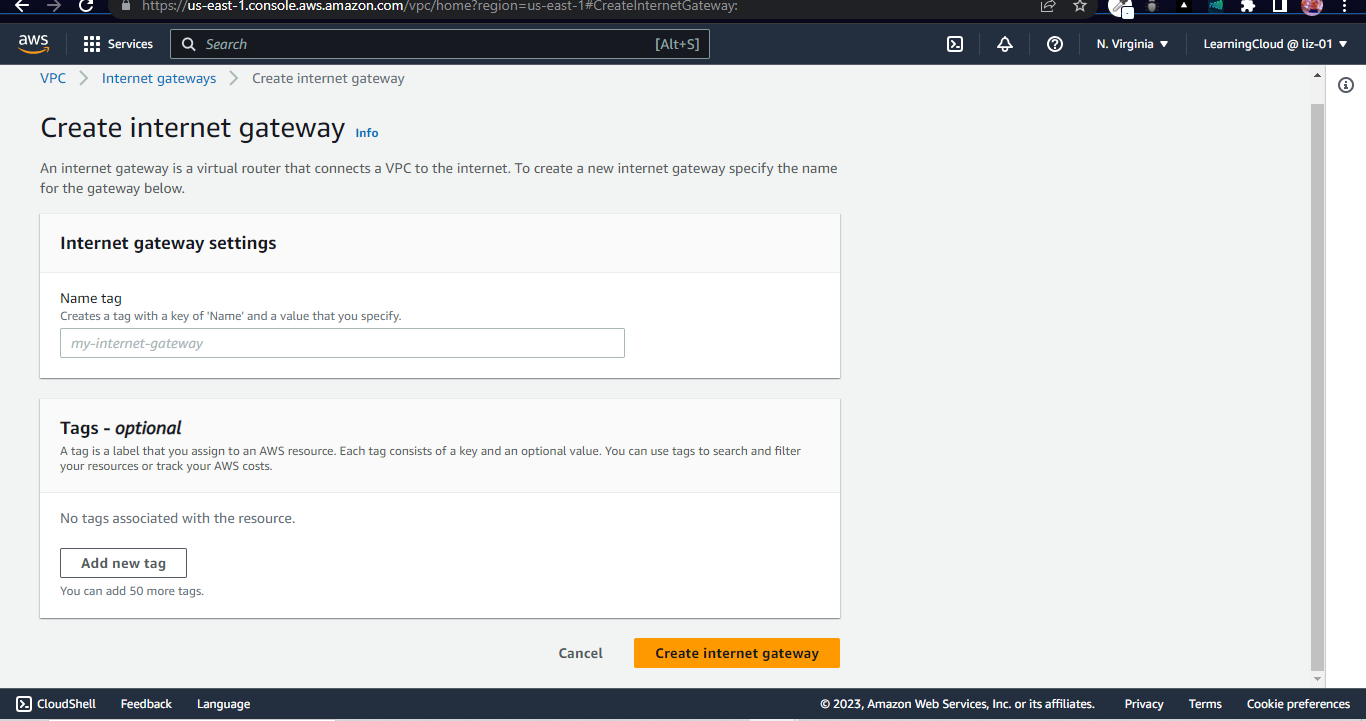 https://us-east-1.console.aws.amazon.com/vpc/home?region=us-east-1#CreateInternetGateway:
aws
Services
Search
[Alt+S]
N. Virginia
LearningCloud @ liz-01
VPC
Internet gateways
Create internet gateway
Create internet gateway Info
An internet gateway is a virtual router that connects a VPC to the internet. To create a new internet gateway specify the name
for the gateway below.
Internet gateway settings
Name tag
Creates a tag with a key of 'Name' and a value that you specify.
my-internet-gateway
Tags - optional
A tag is a label that you assign to an AWS resource. Each tag consists of a key and an optional value. You can use tags to search and filter
your resources or track your AWS costs.
No tags associated with the resource.
Add new tag
You can add 50 more tags.
Cancel
Create internet gateway
CloudShell
Feedback
Language
© 2023, Amazon Web Services, Inc. or its affiliates.
Privacy
Terms
Cookie preferences